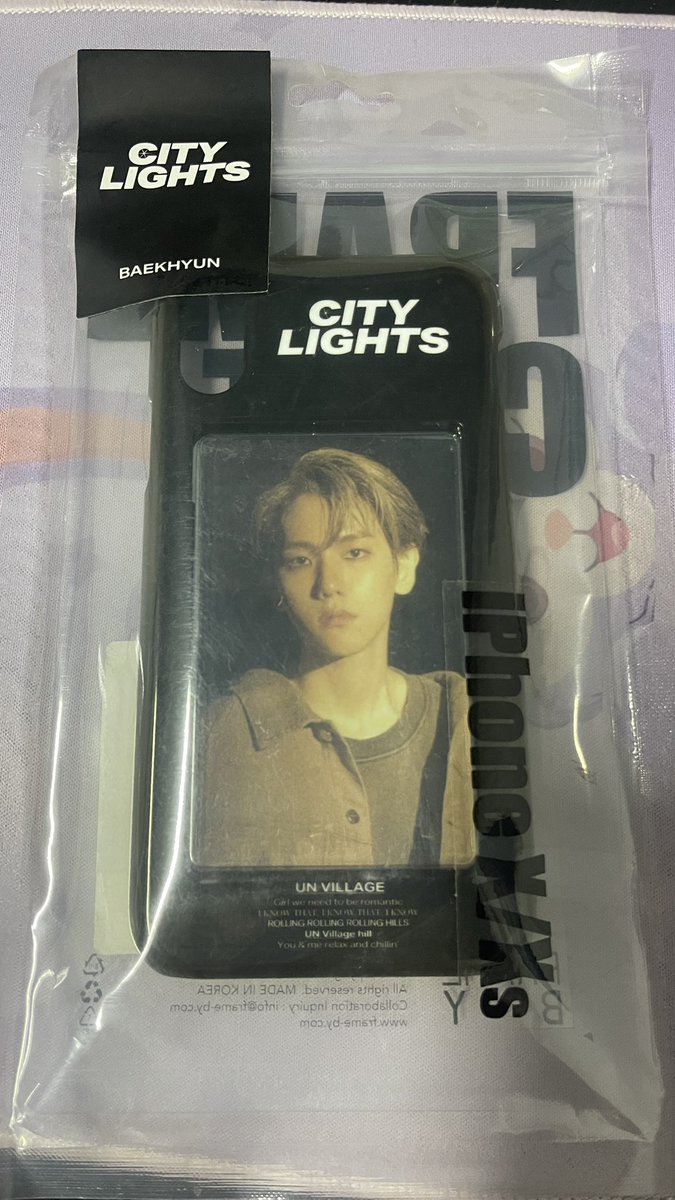 CITY
LIGHTS
BAEKHYUN
CITY
LIGHTS
UN VILLAGE
Girl we need to be romantic
I KNOW THAT, I KNOW THAT, I KNOW
ROLLING ROLLING ROLLING HILLS
UN Village hill
You & me relax and chillin'
iPhone X/XS
All rights reserved. MADE IN KOREA
Collaboration Inquiry : info@frame-by.com
www.frame-by.com